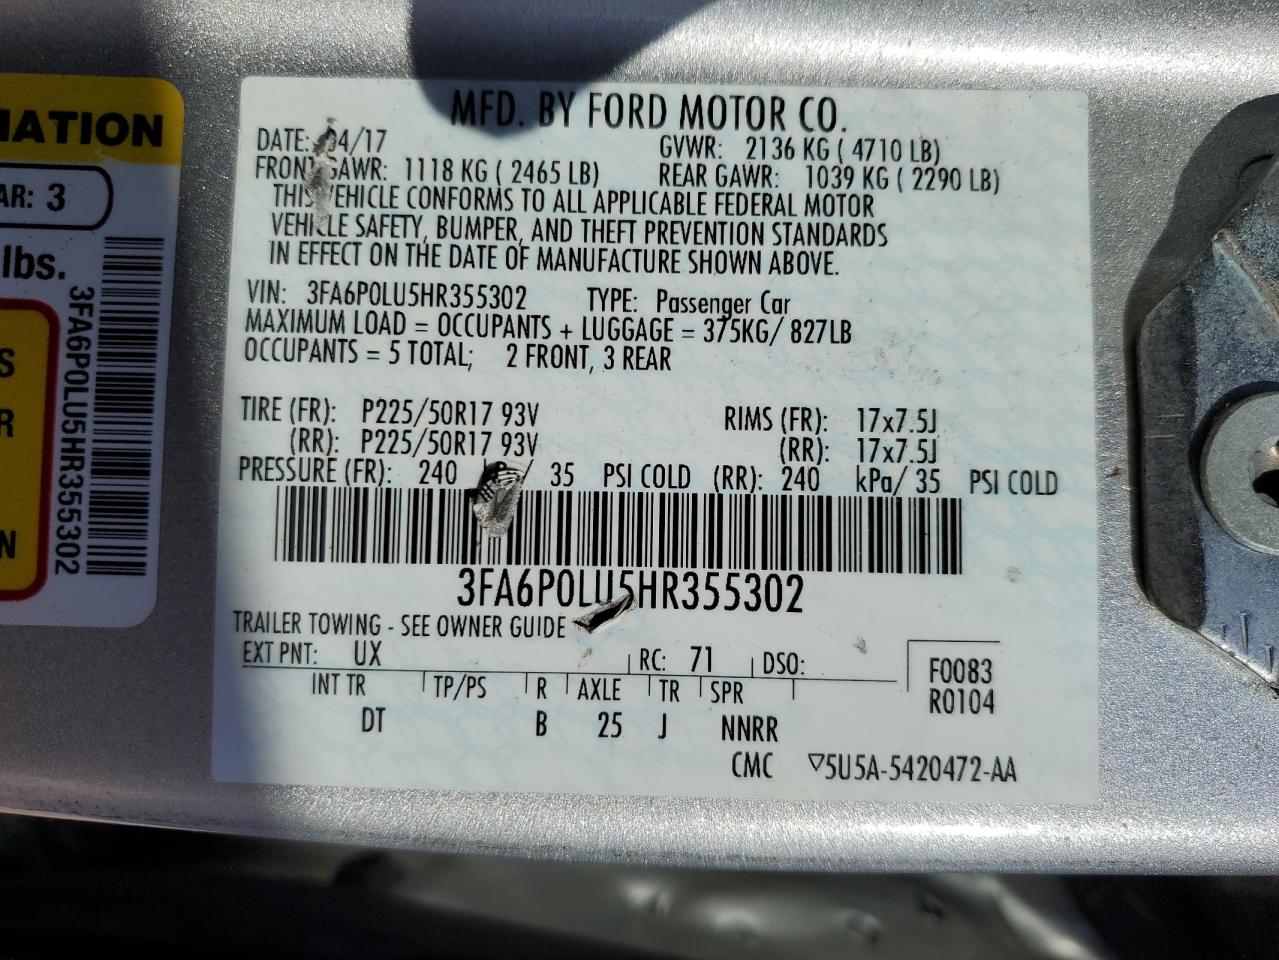 MATION
AR: 3
lbs.
S
R
N
3FA6P0LU5HR355302
MFD. BY FORD MOTOR CO.
DATE: 04/17 GVWR: 2136 KG ( 4710 LB)
FRONT GAWR: 1118 KG ( 2465 LB) REAR GAWR: 1039 KG ( 2290 LB)
THIS VEHICLE CONFORMS TO ALL APPLICABLE FEDERAL MOTOR
VEHICLE SAFETY, BUMPER, AND THEFT PREVENTION STANDARDS
IN EFFECT ON THE DATE OF MANUFACTURE SHOWN ABOVE.
VIN: 3FA6P0LU5HR355302 TYPE: Passenger Car
MAXIMUM LOAD = OCCUPANTS + LUGGAGE = 375KG/ 827LB
OCCUPANTS = 5 TOTAL; 2 FRONT, 3 REAR
TIRE (FR): P225/50R17 93V RIMS (FR): 17x7.5J
(RR): P225/50R17 93V (RR): 17x7.5J
PRESSURE (FR): 240 35 PSI COLD (RR): 240 kPa/ 35 PSI COLD
3FA6P0LU5HR355302
TRAILER TOWING - SEE OWNER GUIDE
EXT PNT: UX RC: 71 DSO:
F0083
R0104
INT TR TP/PS R AXLE TR SPR
DT B 25 J NNRR
CMC ▽5U5A-5420472-AA